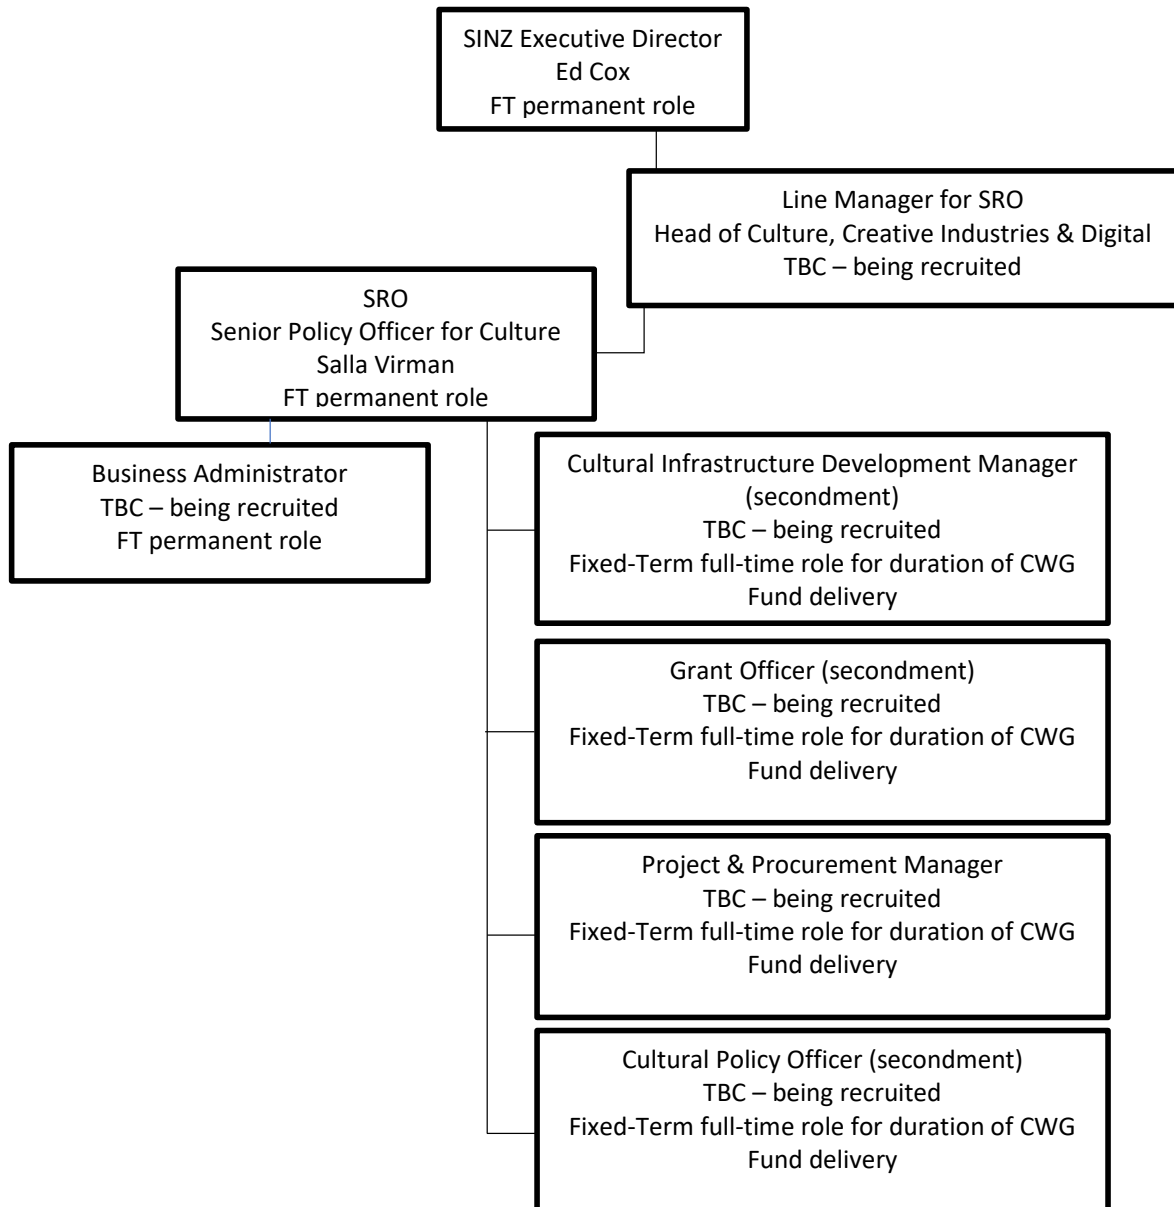 SINZ Executive Director
Ed Cox
FT permanent role
Line Manager for SRO
Head of Culture, Creative Industries & Digital
TBC – being recruited
SRO
Senior Policy Officer for Culture
Salla Virman
FT permanent role
Business Administrator
TBC – being recruited
FT permanent role
Cultural Infrastructure Development Manager
(secondment)
TBC – being recruited
Fixed-Term full-time role for duration of CWG
Fund delivery
Grant Officer (secondment)
TBC – being recruited
Fixed-Term full-time role for duration of CWG
Fund delivery
Project & Procurement Manager
TBC – being recruited
Fixed-Term full-time role for duration of CWG
Fund delivery
Cultural Policy Officer (secondment)
TBC – being recruited
Fixed-Term full-time role for duration of CWG
Fund delivery